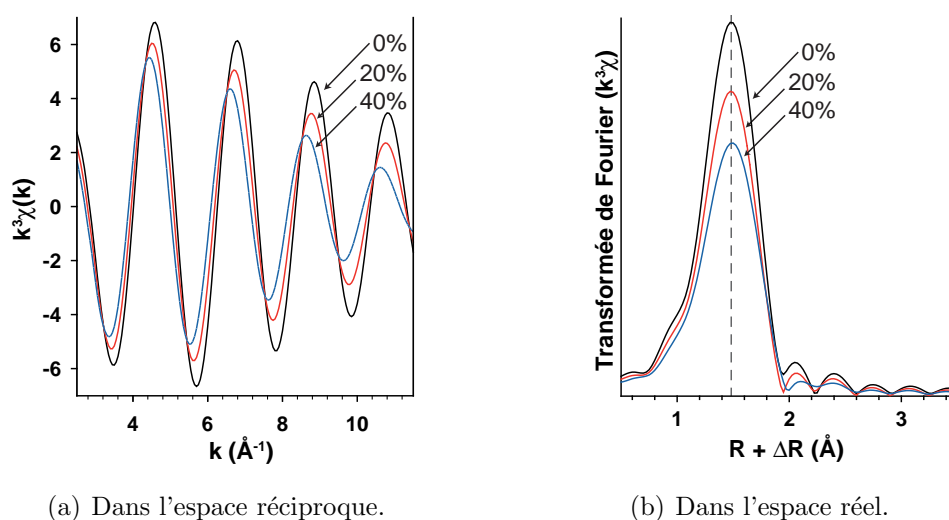 6
4
2
0
-2
-4
-6
k³χ(k)
0%
20%
40%
4 6 8 10
k (Å⁻¹)
(a) Dans l'espace réciproque.
Transformée de Fourier (k³χ)
0%
20%
40%
1 2 3
R + ΔR (Å)
(b) Dans l'espace réel.